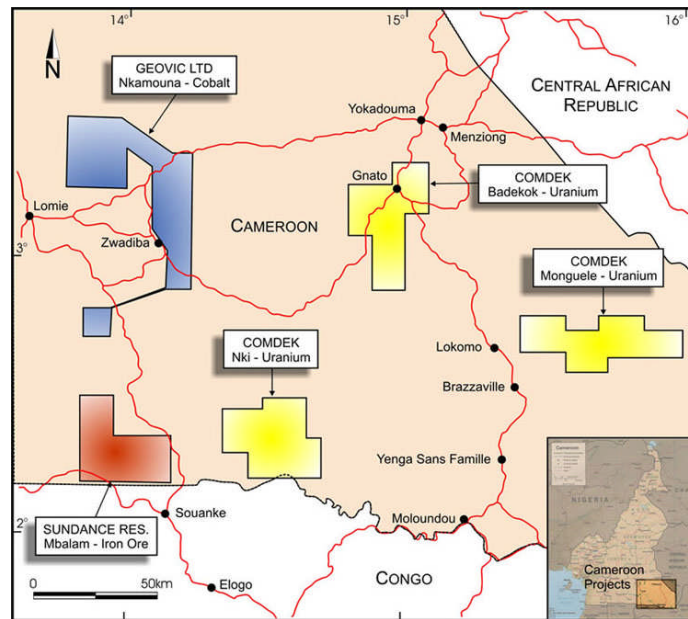 14°
15°
16°
N
GEOVIC LTD
Nkamouna - Cobalt
CENTRAL AFRICAN
REPUBLIC
Yokadouma
Menziong
Gnato
COMDEK
Badekok - Uranium
Lomie
CAMEROON
Zwadiba
3°
COMDEK
Monguele - Uranium
COMDEK
Nki - Uranium
Lokomo
Brazzaville
Yenga Sans Famille
Souanke
Moloundou
2°
SUNDANCE RES.
Mbalam - Iron Ore
0
50km
Elogo
CONGO
Cameroon
NIGERIA
Cameroon
Projects